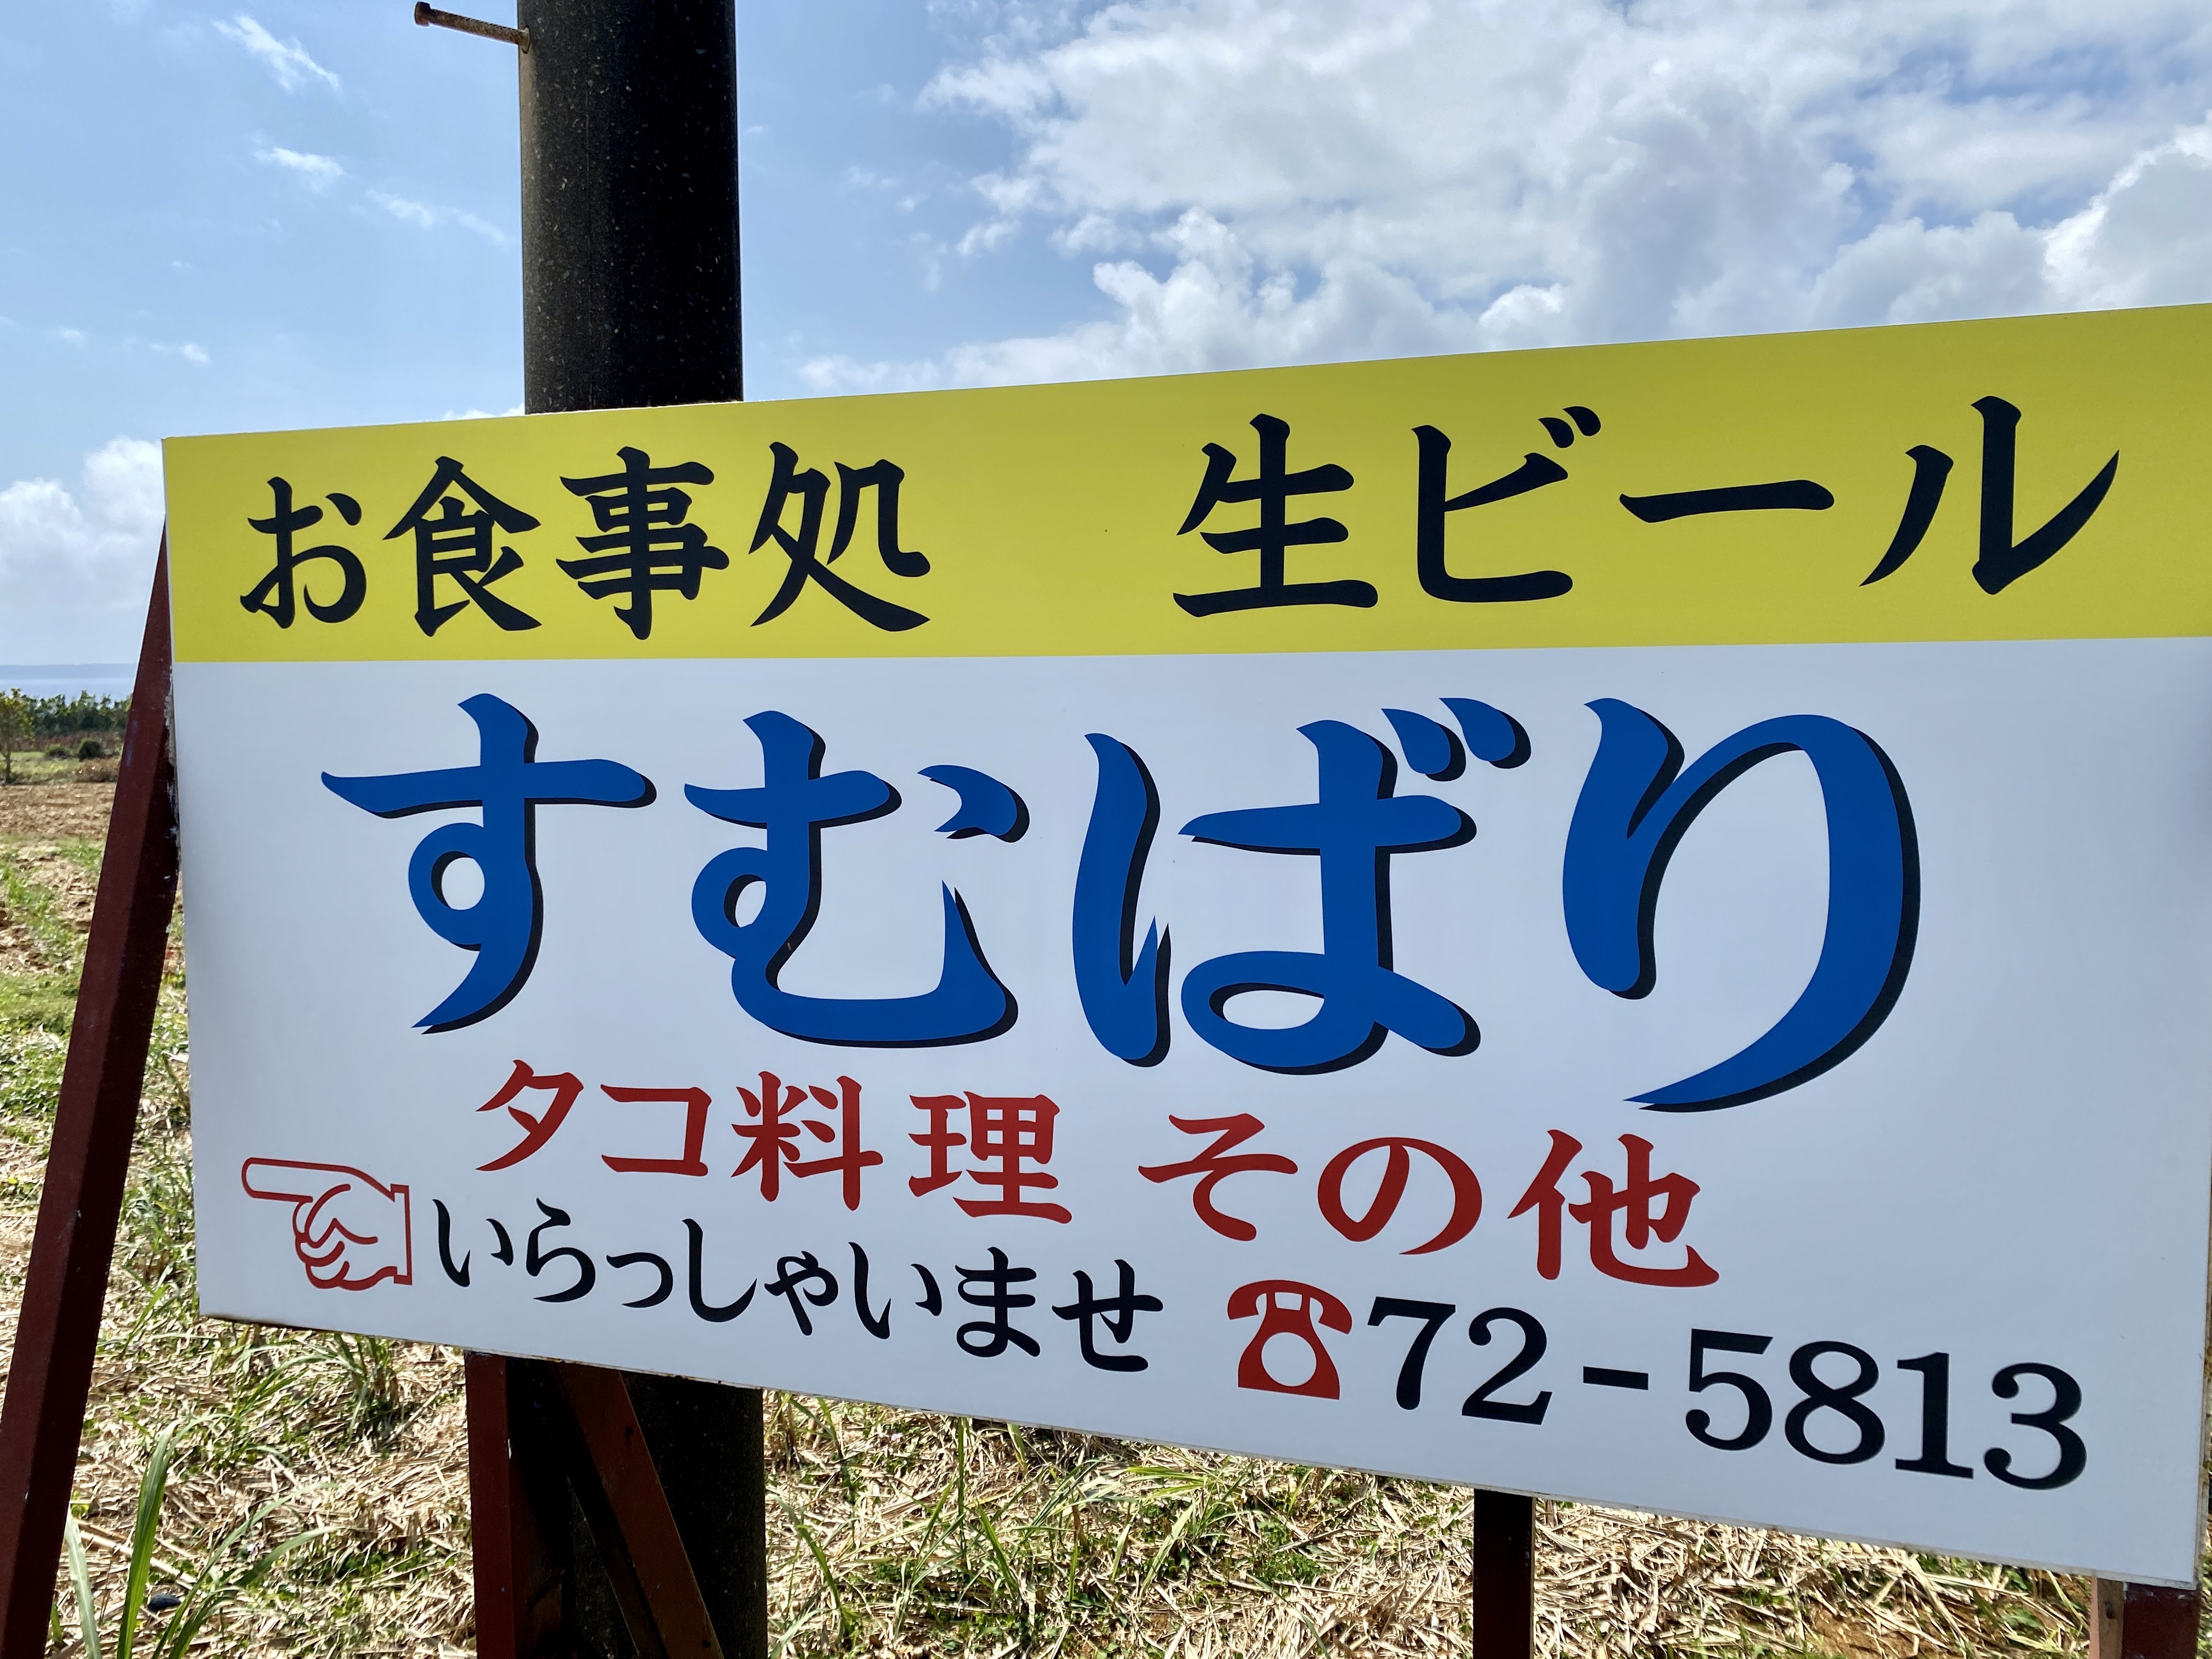 お食事処 生ビール
すむばり
タコ料理 その他
いらっしゃいませ ☎72-5813